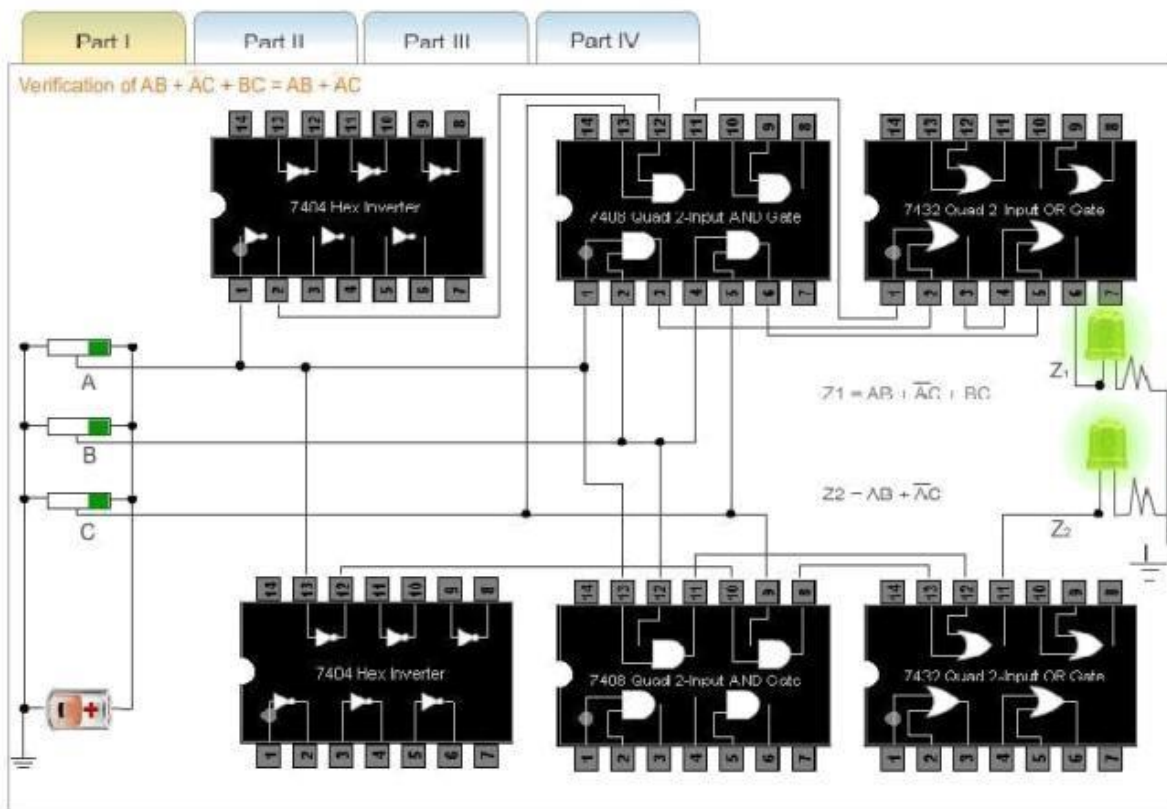 Part I Part II Part III Part IV
Verification of AB + A̅C + BC = AB + A̅C
14 13 12 11 10 9 8
7404 Hex Inverter
1 2 3 4 5 6 7
14 13 12 11 10 9 8
7408 Quad 2-Input AND Gate
1 2 3 4 5 6 7
14 13 12 11 10 9 8
7432 Quad 2 Input OR Gate
1 2 3 4 5 6 7
A
B
C
Z1
Z1 = AB + A̅C + BC
Z2 = AB + A̅C
Z2
14 13 12 11 10 9 8
7404 Hex Inverter
1 2 3 4 5 6 7
14 13 12 11 10 9 8
7408 Quad 2-Input AND Gate
1 2 3 4 5 6 7
14 13 12 11 10 9 8
7432 Quad 2-Input OR Gate
1 2 3 4 5 6 7
- +